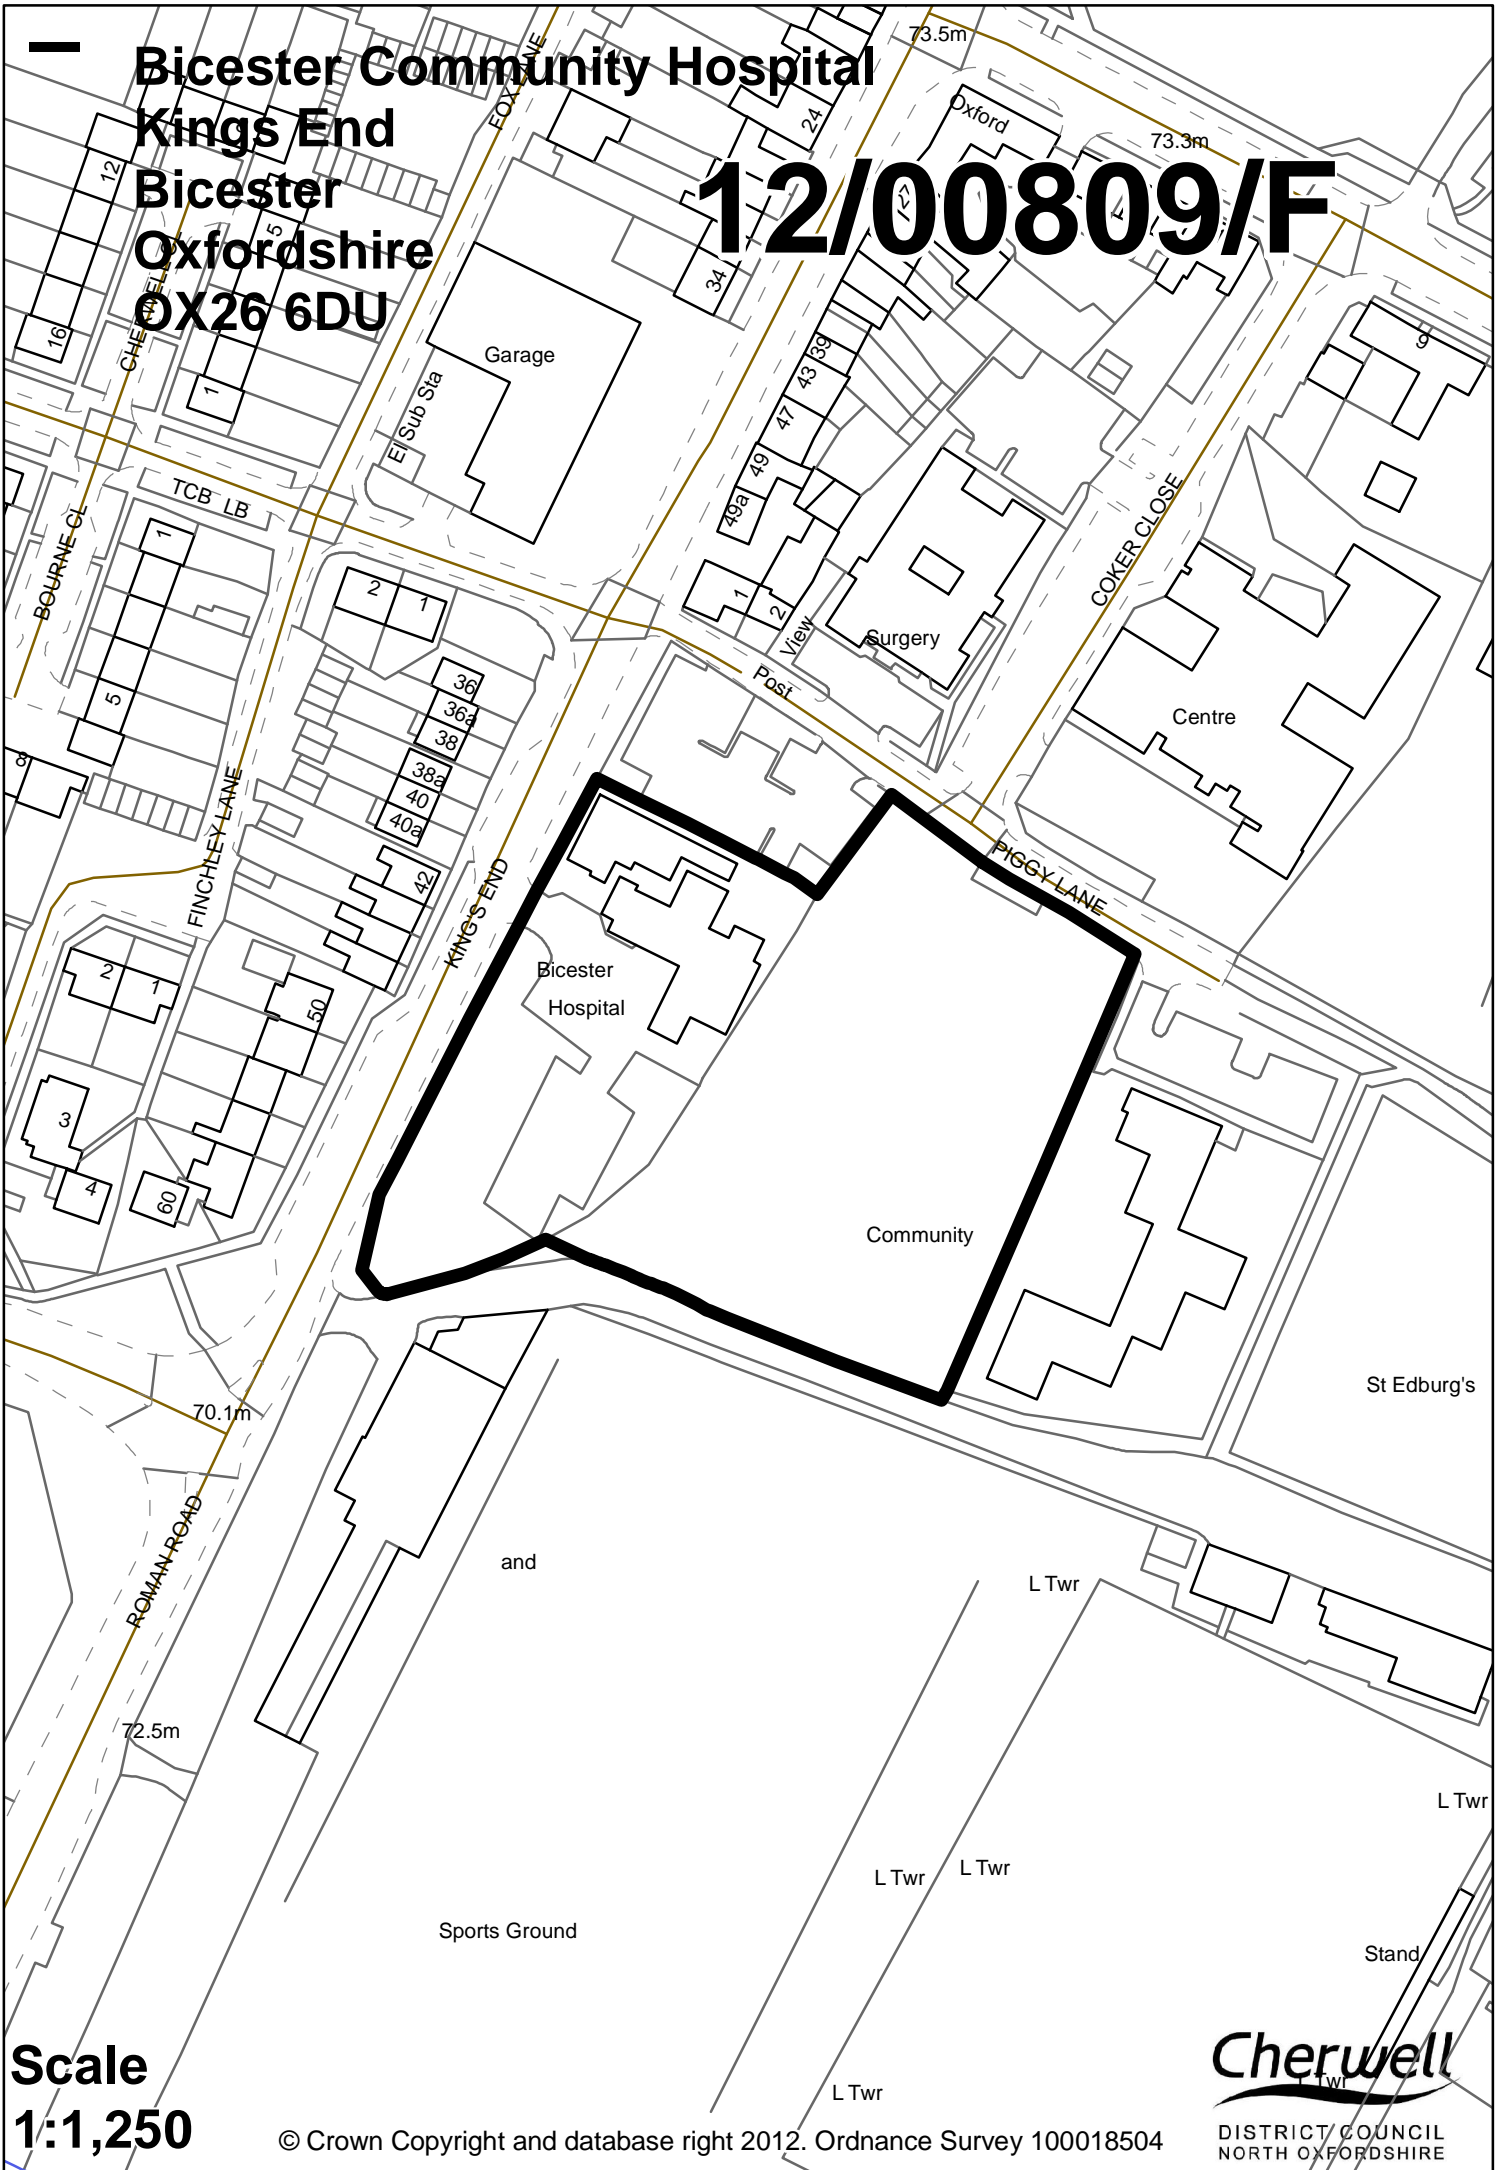 Bicester Community Hospital
Kings End
Bicester
Oxfordshire
OX26 6DU
12/00809/F
73.5m
FOX LANE
24
Oxford
73.3m
12
5
27
34
CHERWELL CL
16
1
Garage
El Sub Sta
39
43
47
49
49a
9
TCB LB
BOURNE CL
1
COKER CLOSE
2
1
1
2
View
Surgery
Post
36
36a
38
38a
40
40a
42
5
8
Centre
FINCHLEY LANE
KING'S END
PIGGY LANE
2
1
50
Bicester
Hospital
3
4
60
Community
St Edburg's
70.1m
ROMAN ROAD
and
L Twr
72.5m
L Twr
L Twr
L Twr
Sports Ground
Stand
L Twr
L Twr
Scale
1:1,250
© Crown Copyright and database right 2012. Ordnance Survey 100018504
Cherwell
DISTRICT COUNCIL
NORTH OXFORDSHIRE